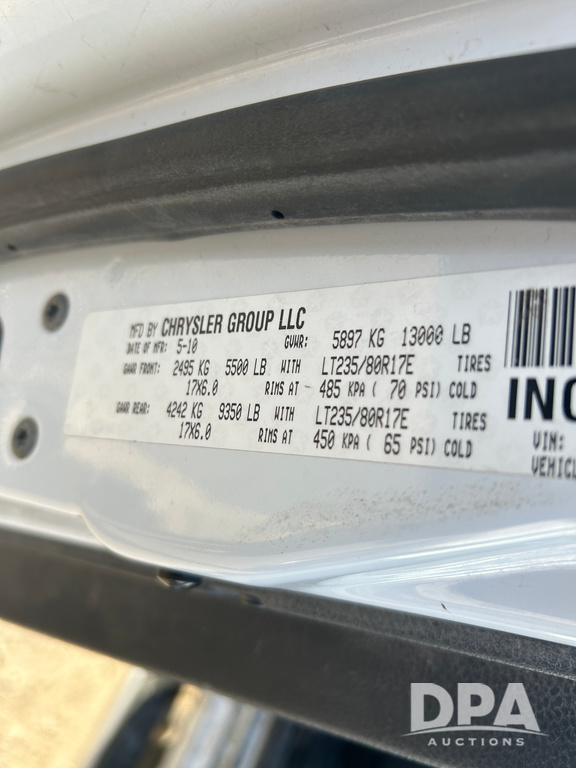 MFD BY CHRYSLER GROUP LLC
DATE OF MFR: 5-10 GVWR: 5897 KG 13000 LB
GAWR FRONT: 2495 KG 5500 LB WITH LT235/80R17E TIRES
17X6.0 RIMS AT 485 KPA ( 70 PSI) COLD
GAWR REAR: 4242 KG 9350 LB WITH LT235/80R17E TIRES
17X6.0 RIMS AT 450 KPA ( 65 PSI) COLD
VIN:
DPA
AUCTIONS